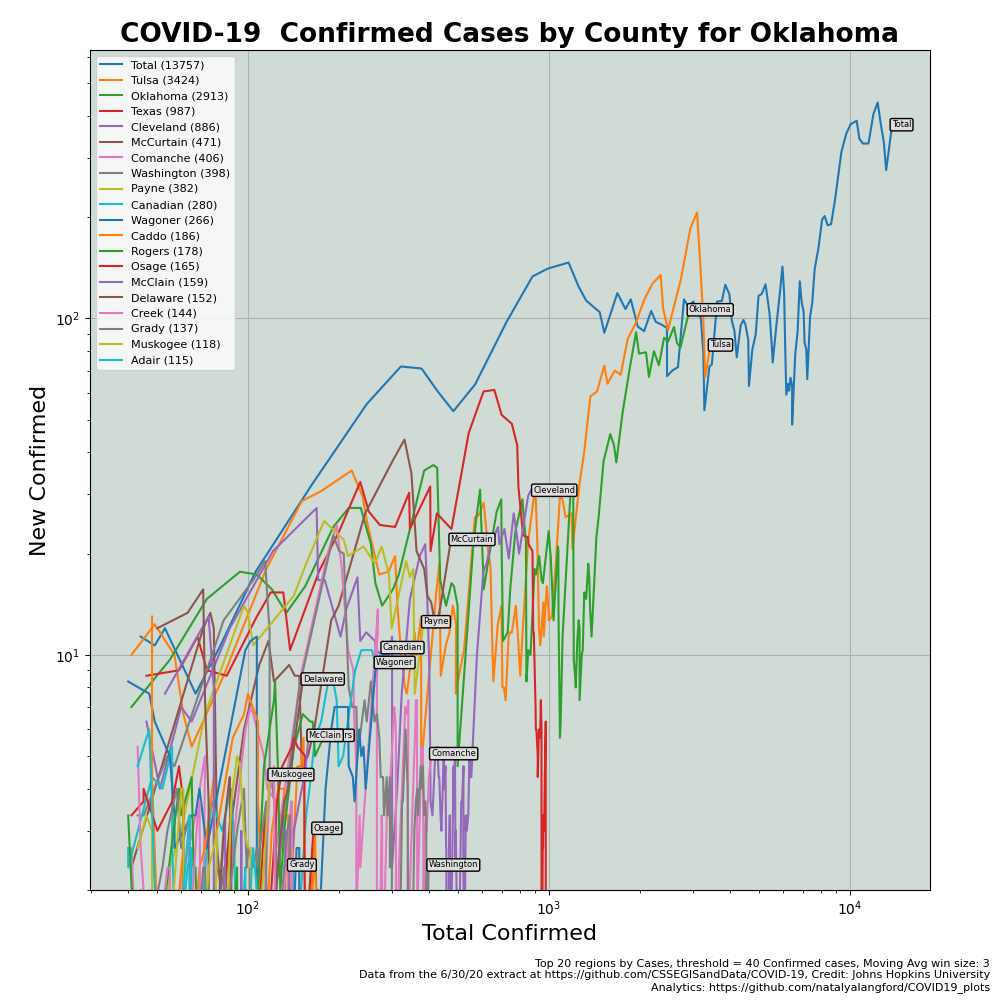 COVID-19  Confirmed Cases by County for Oklahoma
Total (13757)
Tulsa (3424)
Oklahoma (2913)
Texas (987)
Cleveland (886)
McCurtain (471)
Comanche (406)
Washington (398)
Payne (382)
Canadian (280)
Wagoner (266)
Caddo (186)
Rogers (178)
Osage (165)
McClain (159)
Delaware (152)
Creek (144)
Grady (137)
Muskogee (118)
Adair (115)
Total
Oklahoma
Tulsa
Cleveland
McCurtain
Payne
Canadian
Wagoner
Delaware
McClain
Comanche
Muskogee
Osage
Grady
Washington
10²
10¹
New Confirmed
10²
10³
10⁴
Total Confirmed
Top 20 regions by Cases, threshold = 40 Confirmed cases, Moving Avg win size: 3
Data from the 6/30/20 extract at https://github.com/CSSEGISandData/COVID-19, Credit: Johns Hopkins University
Analytics: https://github.com/natalyalangford/COVID19_plots